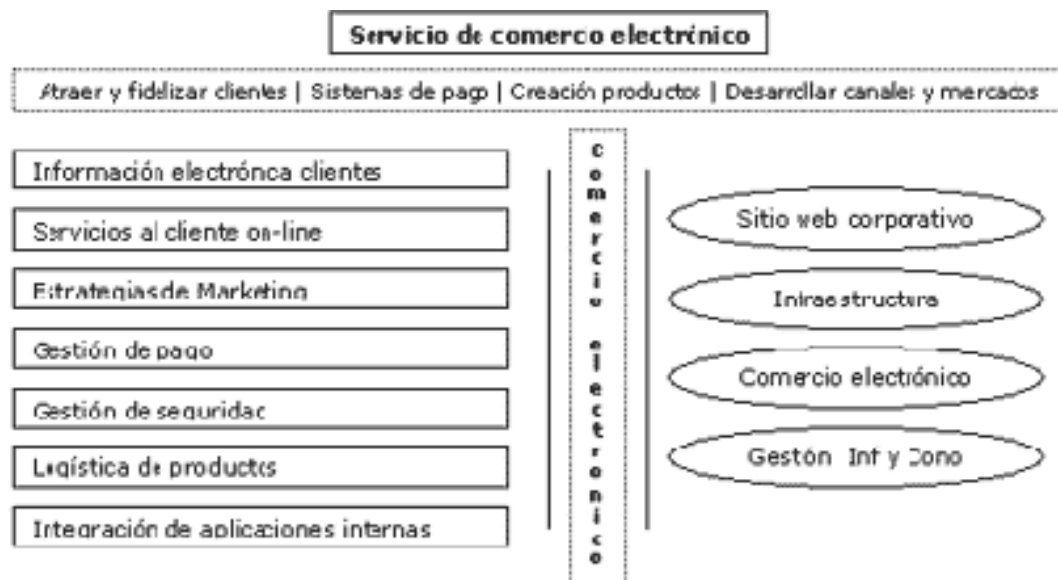 Servicio de comercio electrónico
Atraer y fidelizar clientes | Sistemas de pago | Creación productos | Desarrollar canales y mercados
Información electrónca clientes
Servicios al cliente on-line
Estrategias de Marketing
Gestión de pago
Gestión de seguridad
Logística de productos
Integración de aplicaciones internas
comercio electronico
Sitio web corporativo
Infraestructura
Comercio electrónico
Gestón Inf y Cono